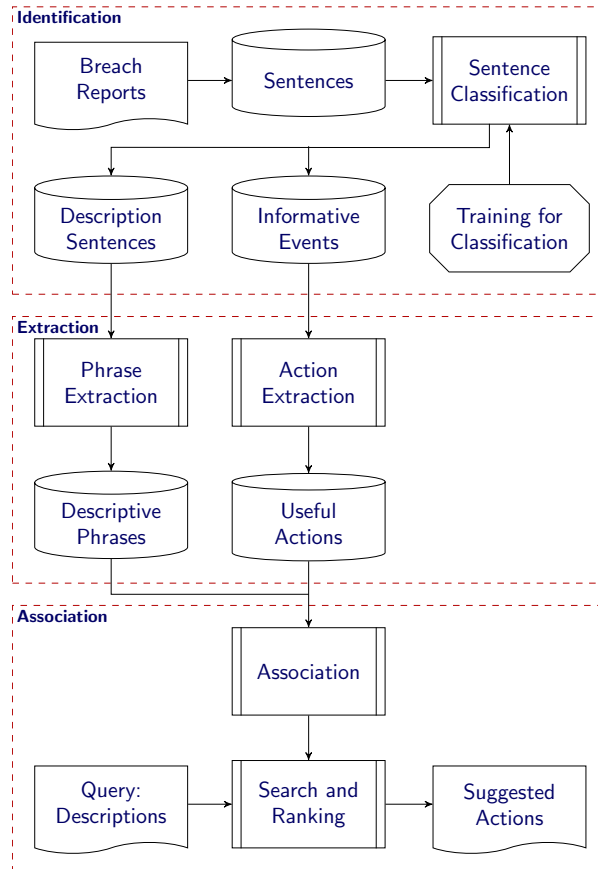 Identification
Breach
Reports
Sentences
Sentence
Classification
Description
Sentences
Informative
Events
Training for
Classification
Extraction
Phrase
Extraction
Action
Extraction
Descriptive
Phrases
Useful
Actions
Association
Association
Query:
Descriptions
Search and
Ranking
Suggested
Actions